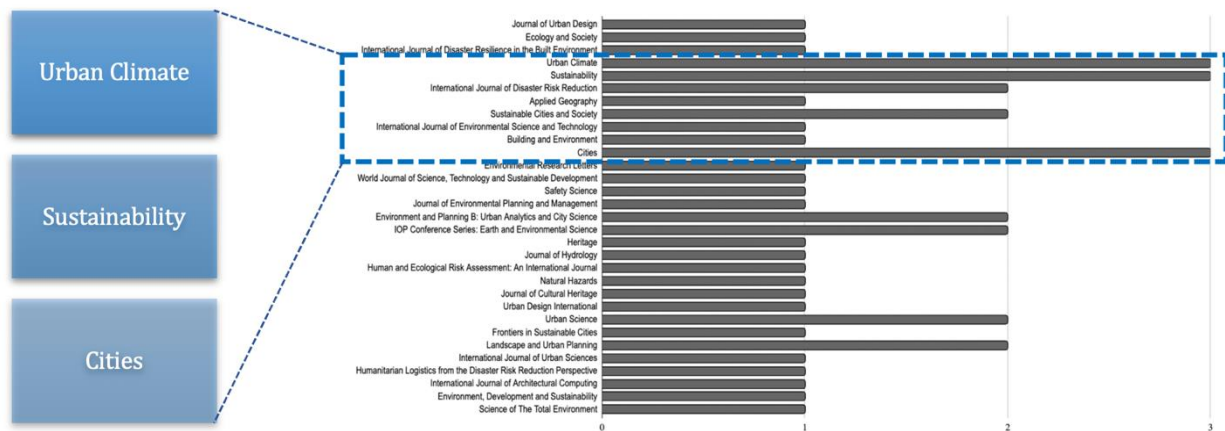 Urban Climate
Sustainability
Cities
Journal of Urban Design
Ecology and Society
International Journal of Disaster Resilience in the Built Environment
Urban Climate
Sustainability
International Journal of Disaster Risk Reduction
Applied Geography
Sustainable Cities and Society
International Journal of Environmental Science and Technology
Building and Environment
Cities
Environmental Research Letters
World Journal of Science, Technology and Sustainable Development
Safety Science
Journal of Environmental Planning and Management
Environment and Planning B: Urban Analytics and City Science
IOP Conference Series: Earth and Environmental Science
Heritage
Journal of Hydrology
Human and Ecological Risk Assessment: An International Journal
Natural Hazards
Journal of Cultural Heritage
Urban Design International
Urban Science
Frontiers in Sustainable Cities
Landscape and Urban Planning
International Journal of Urban Sciences
Humanitarian Logistics from the Disaster Risk Reduction Perspective
International Journal of Architectural Computing
Environment, Development and Sustainability
Science of The Total Environment
0 1 2 3